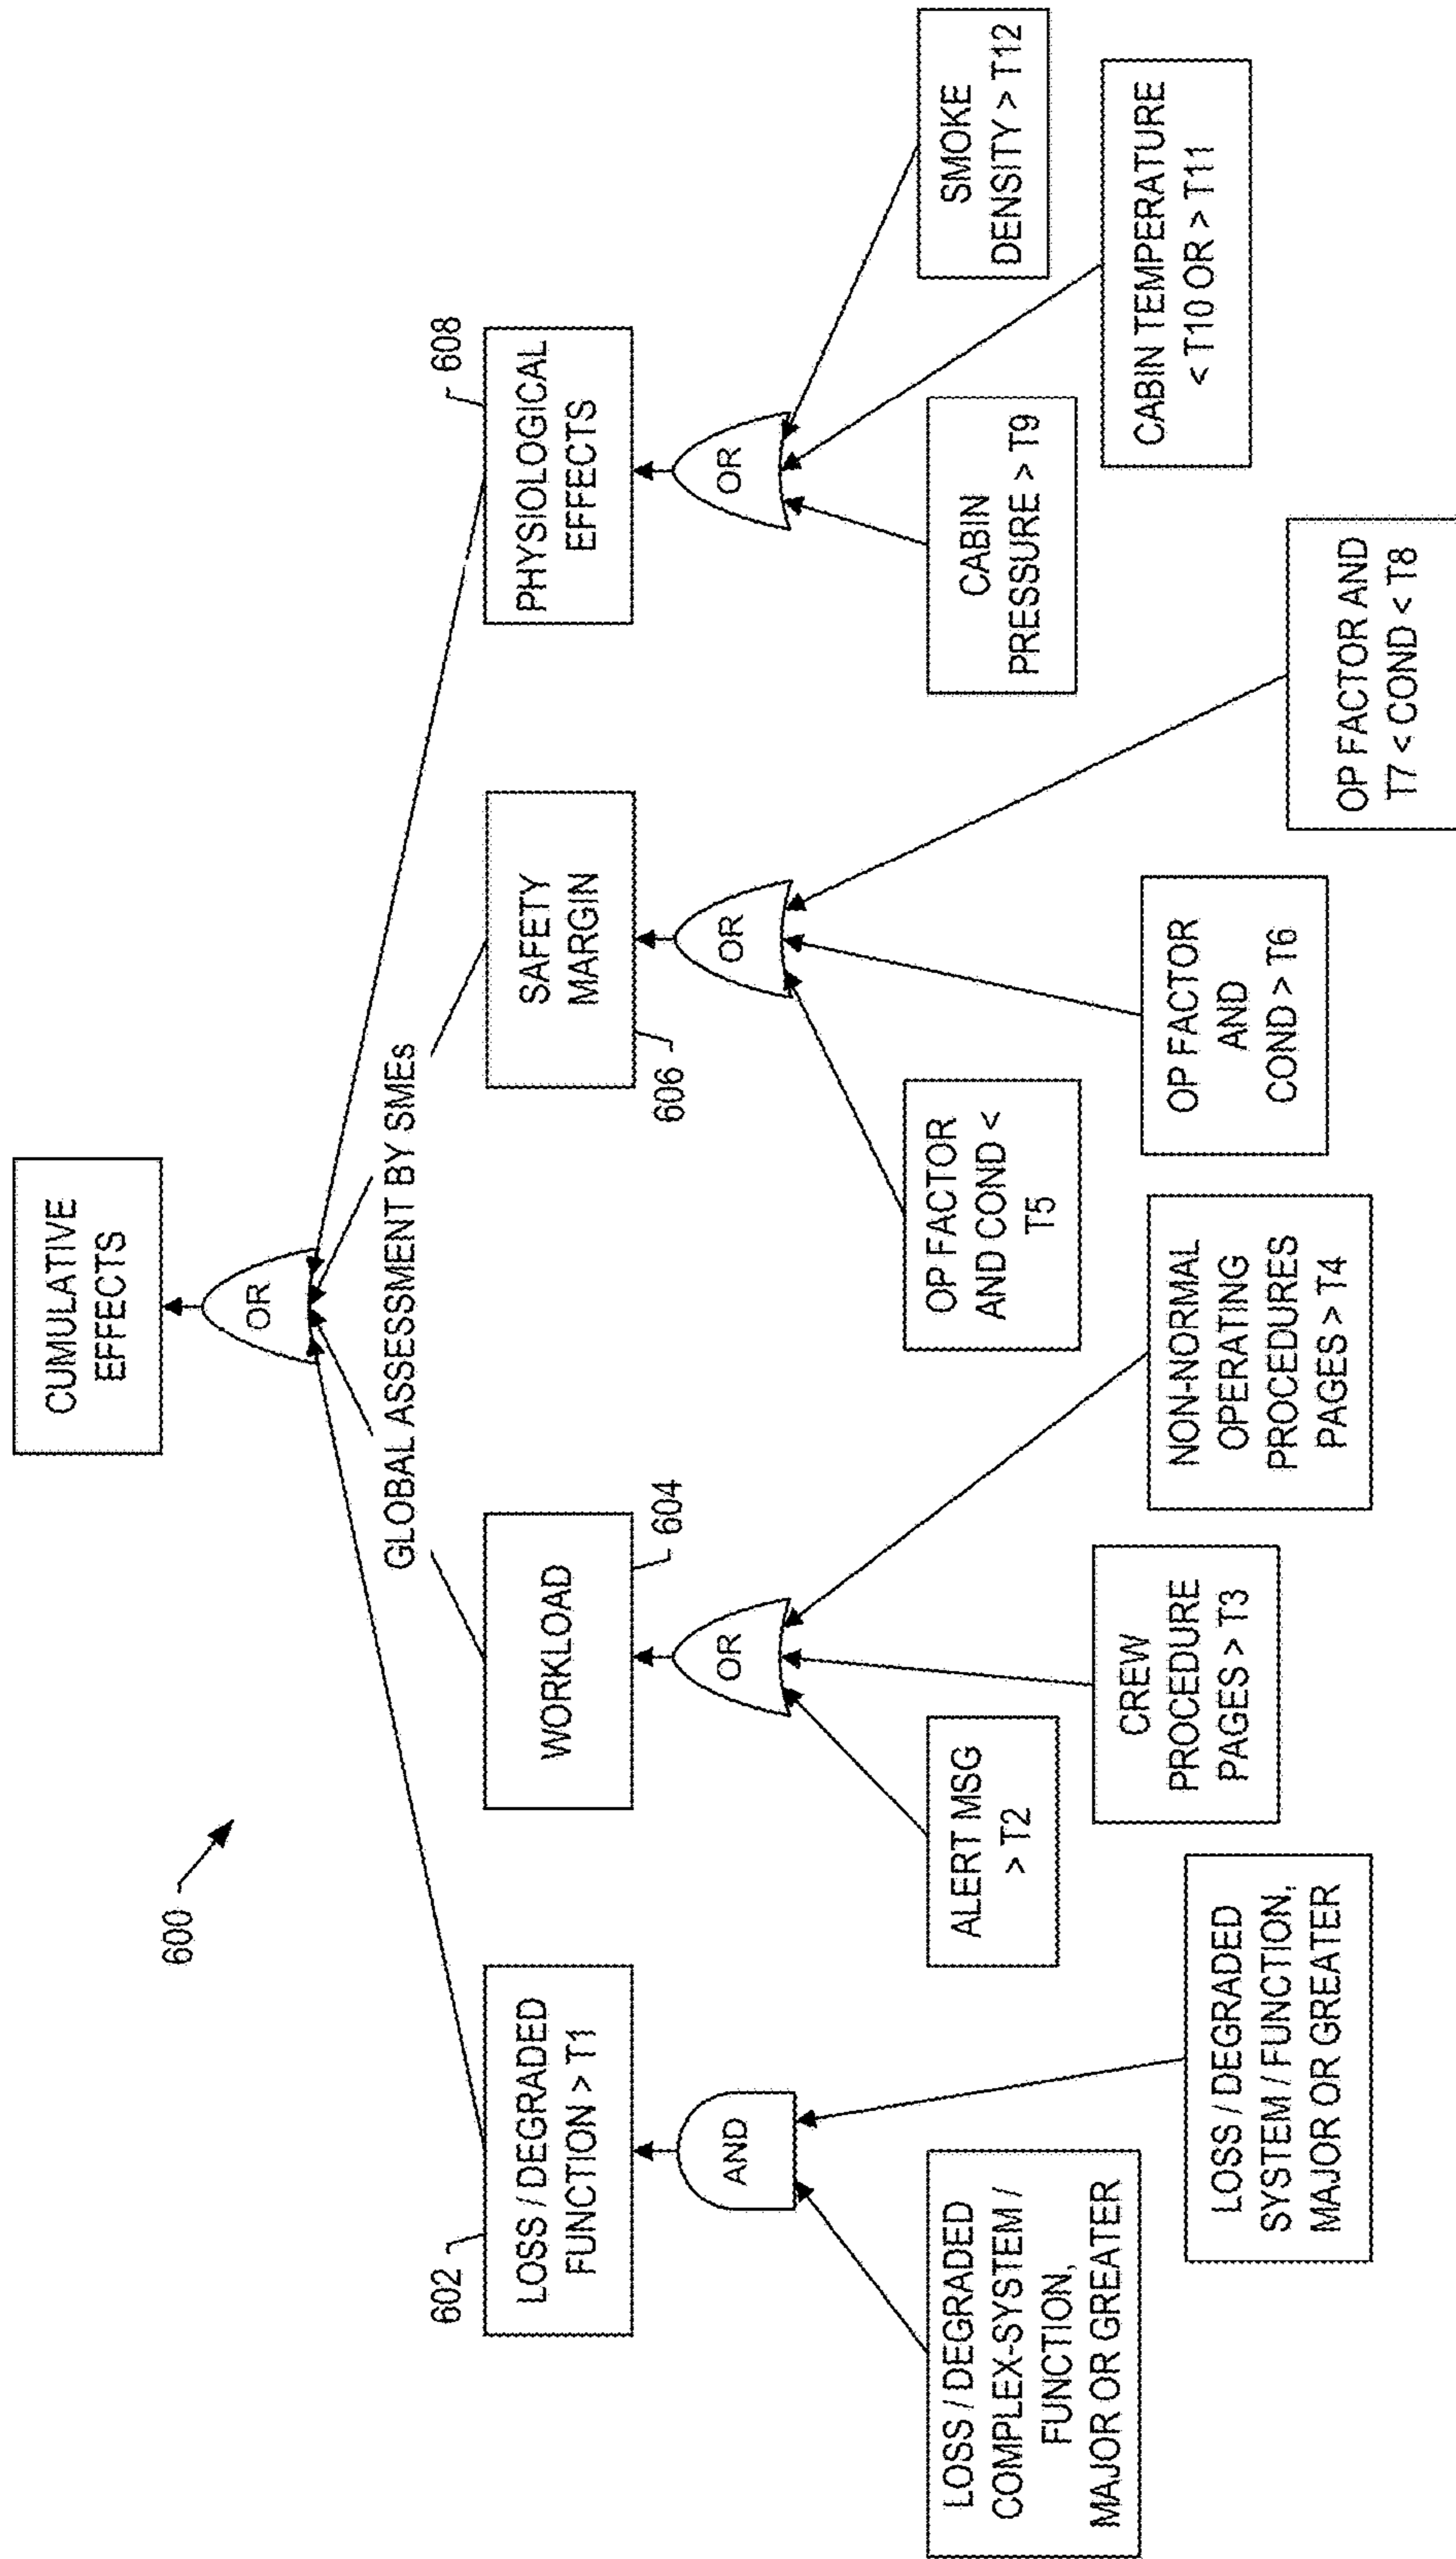 CUMULATIVE
EFFECTS
600
OR
GLOBAL ASSESSMENT BY SMEs
602
LOSS / DEGRADED
FUNCTION > T1
WORKLOAD
604
SAFETY
MARGIN
606
PHYSIOLOGICAL
EFFECTS
608
AND
OR
OR
OR
LOSS / DEGRADED
COMPLEX-SYSTEM /
FUNCTION,
MAJOR OR GREATER
LOSS / DEGRADED
SYSTEM / FUNCTION,
MAJOR OR GREATER
ALERT MSG
> T2
CREW
PROCEDURE
PAGES > T3
NON-NORMAL
OPERATING
PROCEDURES
PAGES > T4
OP FACTOR
AND COND <
T5
OP FACTOR
AND
COND > T6
OP FACTOR AND
T7 < COND < T8
CABIN
PRESSURE > T9
CABIN TEMPERATURE
< T10 OR > T11
SMOKE
DENSITY > T12